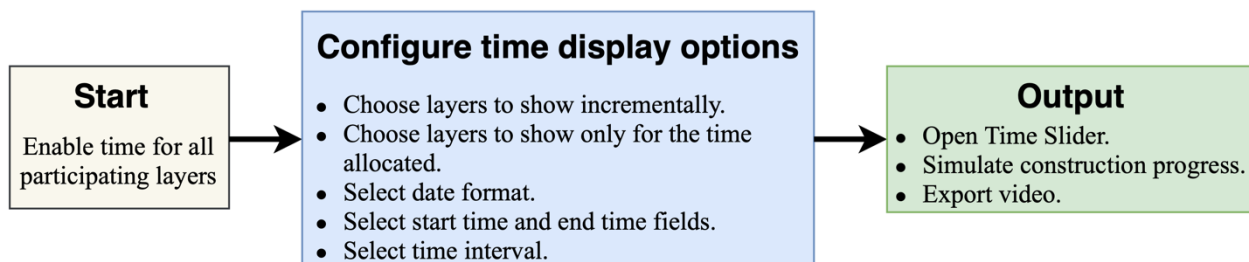 Start
Enable time for all
participating layers
Configure time display options
• Choose layers to show incrementally.
• Choose layers to show only for the time
allocated.
• Select date format.
• Select start time and end time fields.
• Select time interval.
Output
• Open Time Slider.
• Simulate construction progress.
• Export video.